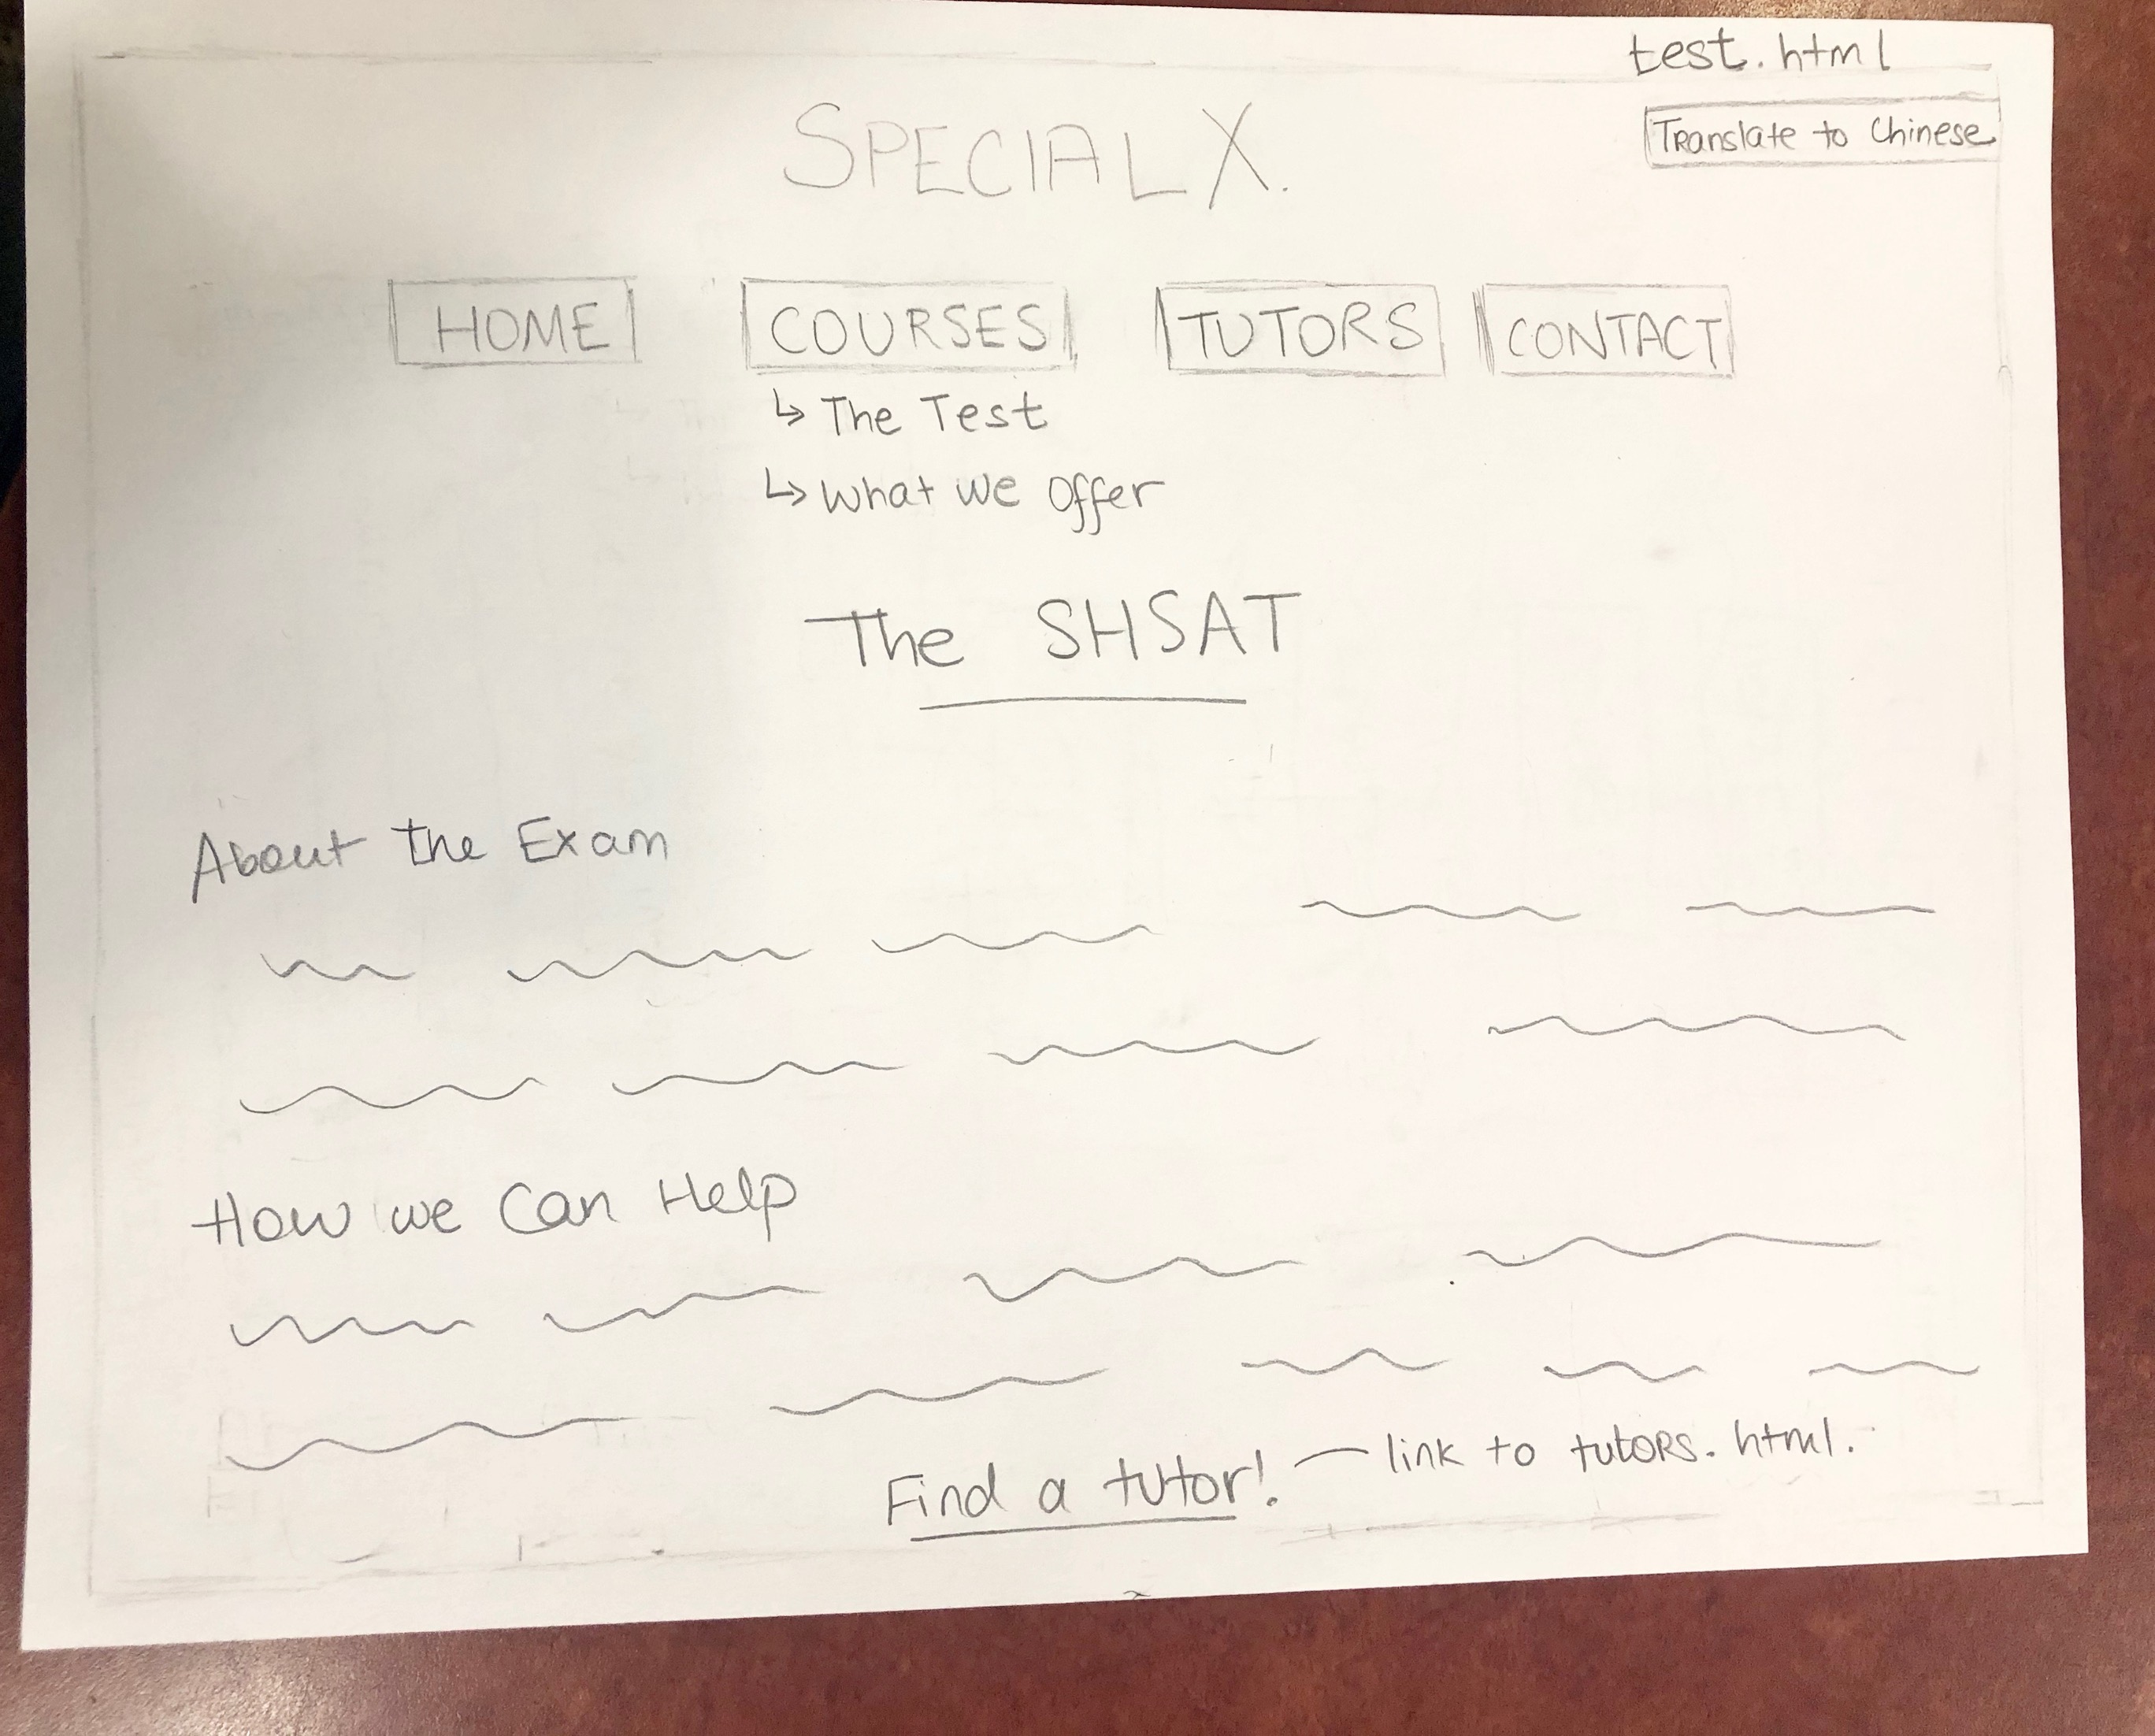 test.html
Translate to Chinese
SPECIALX.
HOME COURSES TUTORS CONTACT
↳ The Test
↳ What we offer
The SHSAT
About the Exam
How we Can Help
Find a tutor! — link to tutors.html.